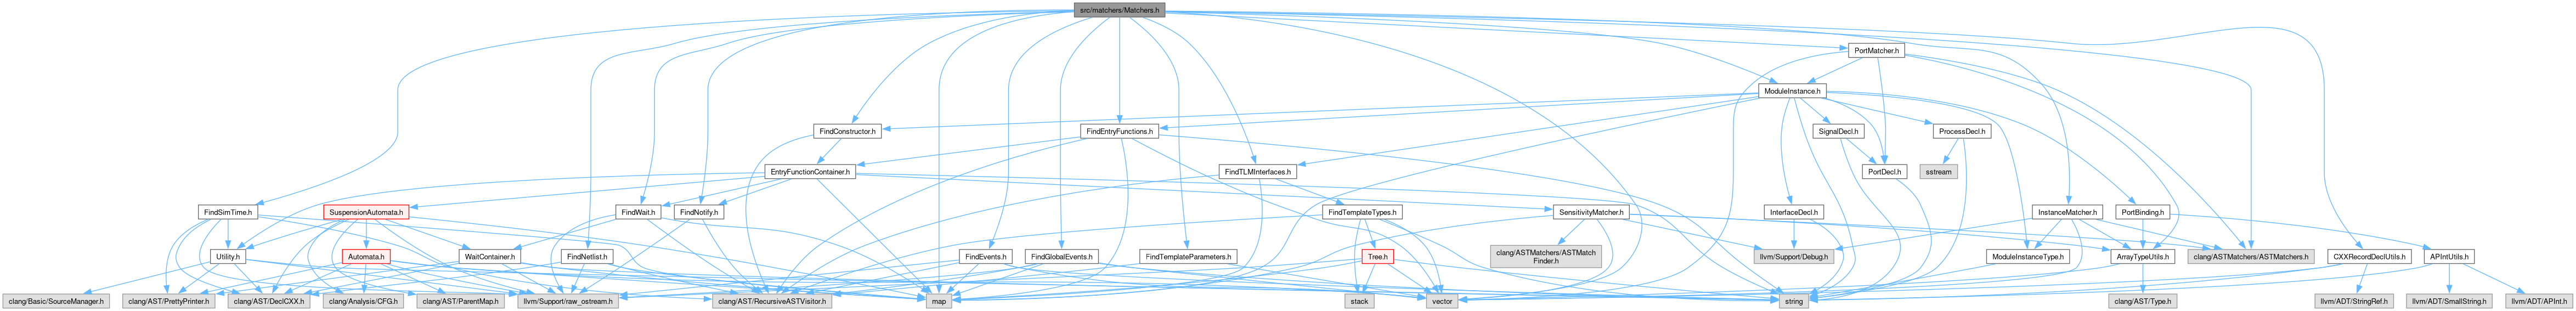 src/matchers/Matchers.h
PortMatcher.h
ModuleInstance.h
FindConstructor.h
FindEntryFunctions.h
SignalDecl.h
ProcessDecl.h
EntryFunctionContainer.h
FindTLMInterfaces.h
sstream
PortDecl.h
FindSimTime.h
SuspensionAutomata.h
FindWait.h
FindNotify.h
FindTemplateTypes.h
SensitivityMatcher.h
InterfaceDecl.h
InstanceMatcher.h
PortBinding.h
Utility.h
Automata.h
WaitContainer.h
FindNetlist.h
FindEvents.h
FindGlobalEvents.h
FindTemplateParameters.h
Tree.h
clang/ASTMatchers/ASTMatch
Finder.h
llvm/Support/Debug.h
ModuleInstanceType.h
ArrayTypeUtils.h
clang/ASTMatchers/ASTMatchers.h
CXXRecordDeclUtils.h
APIntUtils.h
clang/Basic/SourceManager.h
clang/AST/PrettyPrinter.h
clang/AST/DeclCXX.h
clang/Analysis/CFG.h
clang/AST/ParentMap.h
llvm/Support/raw_ostream.h
clang/AST/RecursiveASTVisitor.h
map
stack
vector
string
clang/AST/Type.h
llvm/ADT/StringRef.h
llvm/ADT/SmallString.h
llvm/ADT/APInt.h